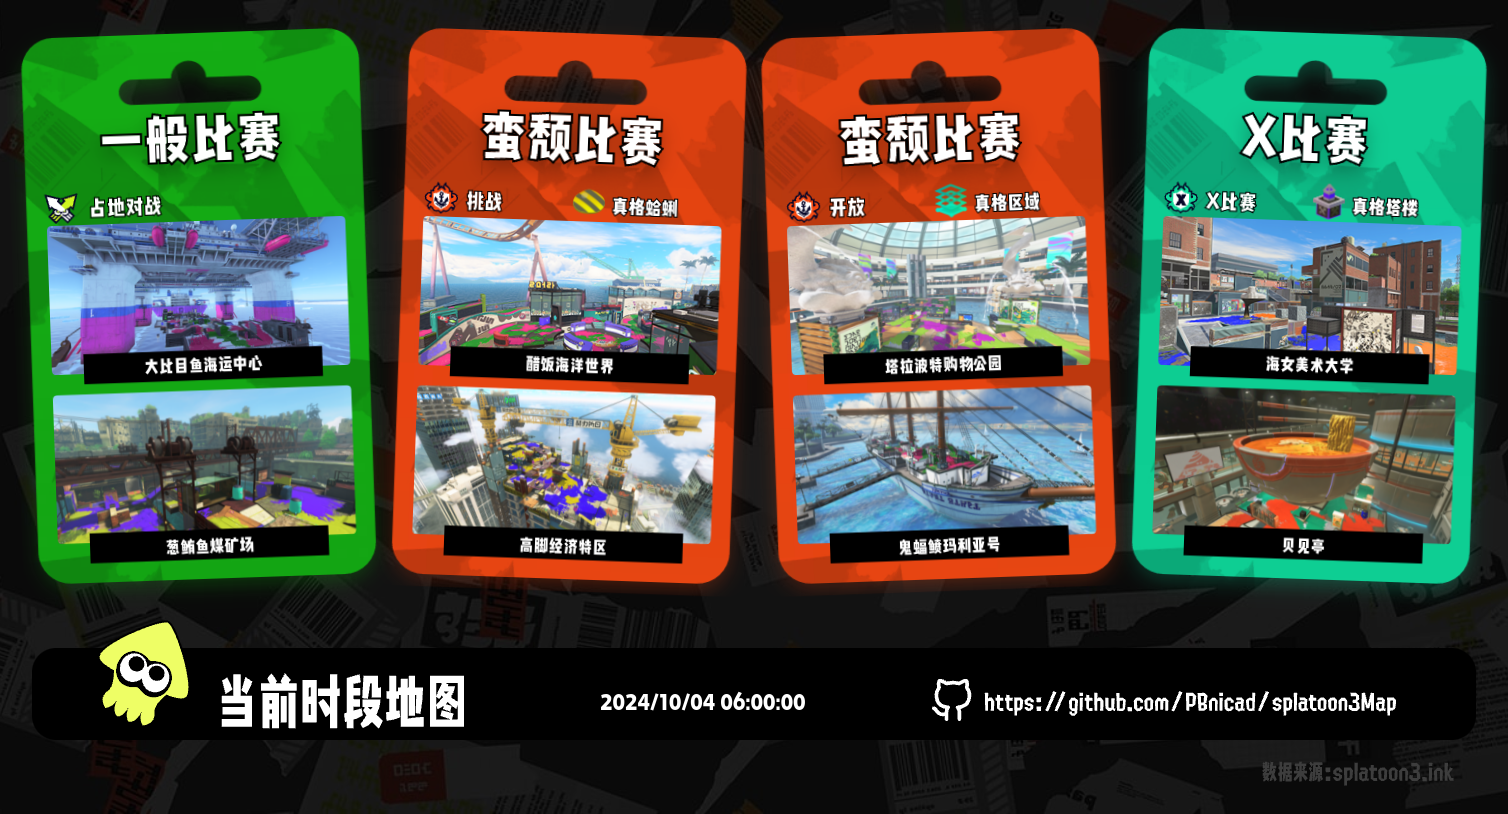 一般比赛
占地对战
大比目鱼海运中心
葱鲔鱼煤矿场
蛮颓比赛
挑战
真格蛤蜊
醋饭海洋世界
高脚经济特区
蛮颓比赛
开放
真格区域
塔拉波特购物公园
鬼蝠鲼玛利亚号
X比赛
X比赛
真格塔楼
海女美术大学
贝见亭
当前时段地图
2024/10/04 06:00:00
https://github.com/PBnicad/splatoon3Map
数据来源:splatoon3.ink